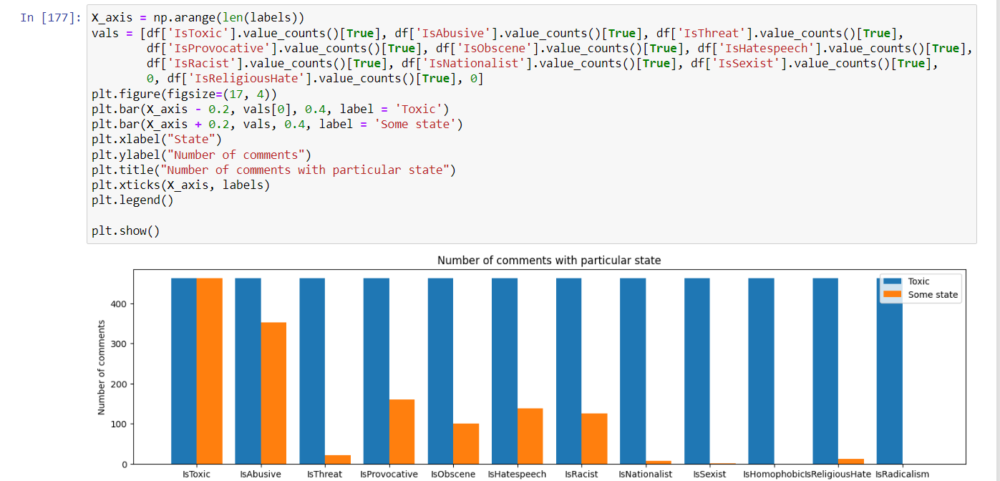 In [177]:
X_axis = np.arange(len(labels))
vals = [df['IsToxic'].value_counts()[True], df['IsAbusive'].value_counts()[True], df['IsThreat'].value_counts()[True],
        df['IsProvocative'].value_counts()[True], df['IsObscene'].value_counts()[True], df['IsHatespeech'].value_counts()[True],
        df['IsRacist'].value_counts()[True], df['IsNationalist'].value_counts()[True], df['IsSexist'].value_counts()[True],
        0, df['IsReligiousHate'].value_counts()[True], 0]
plt.figure(figsize=(17, 4))
plt.bar(X_axis - 0.2, vals[0], 0.4, label = 'Toxic')
plt.bar(X_axis + 0.2, vals, 0.4, label = 'Some state')
plt.xlabel("State")
plt.ylabel("Number of comments")
plt.title("Number of comments with particular state")
plt.xticks(X_axis, labels)
plt.legend()
plt.show()
Number of comments with particular state
Toxic
Some state
Number of comments
400
300
200
100
0
IsToxic IsAbusive IsThreat IsProvocative IsObscene IsHatespeech IsRacist IsNationalist IsSexist IsHomophobic IsReligiousHate IsRadicalism